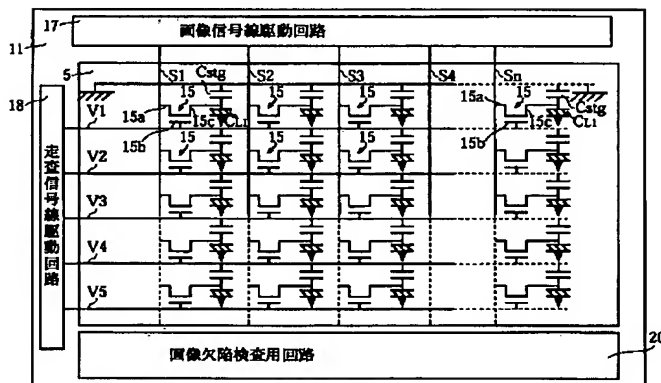 17
画像信号線駆動回路
11
5
S1 Cstg S2 S3 S4 Sn
18
15 15 15 15a 15
Cstg
V1
15a 15c CL1 15c CL1
15b 15 15 15 15b
V2
走査信号線駆動回路
V3
V4
V5
画像欠陥検査用回路
20